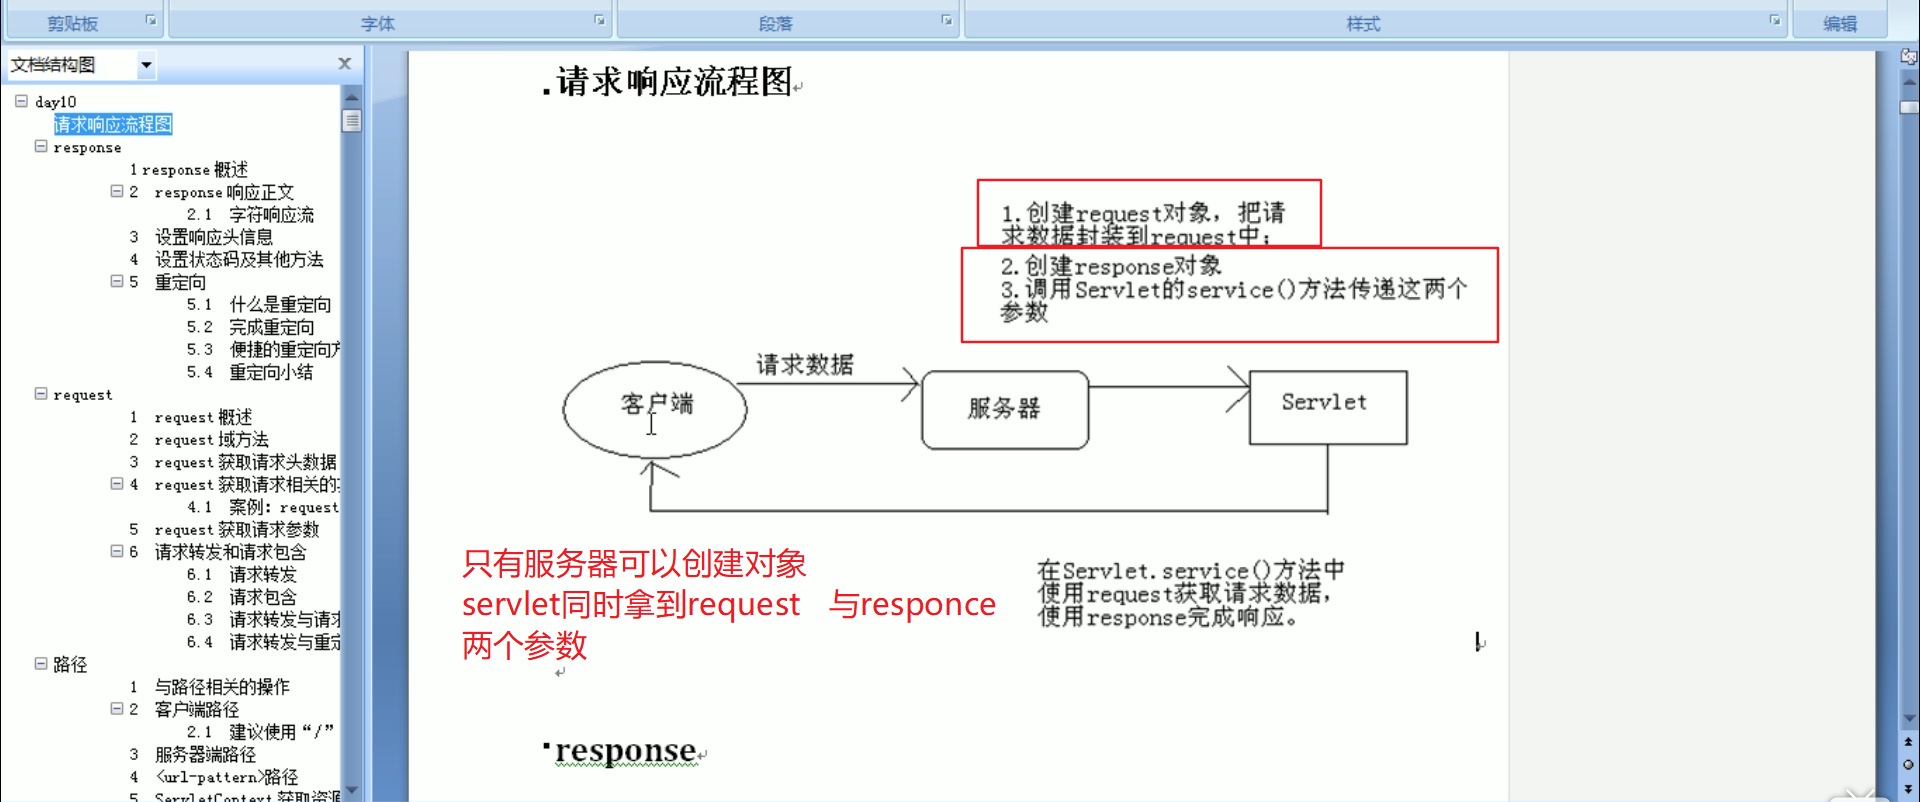 剪贴板
字体
段落
样式
编辑
文档结构图
day10
请求响应流程图
response
1 response 概述
2 response 响应正文
2.1 字符响应流
3 设置响应头信息
4 设置状态码及其他方法
5 重定向
5.1 什么是重定向
5.2 完成重定向
5.3 便捷的重定向方
5.4 重定向小结
request
1 request 概述
2 request 域方法
3 request 获取请求头数据
4 request 获取请求相关的
4.1 案例: request
5 request 获取请求参数
6 请求转发和请求包含
6.1 请求转发
6.2 请求包含
6.3 请求转发与请求
6.4 请求转发与重定
路径
1 与路径相关的操作
2 客户端路径
2.1 建议使用“/”
3 服务器端路径
4 <url-pattern>路径
5 ServletContext 获取资源
.请求响应流程图
1.创建request对象，把请
求数据封装到request中；
2.创建response对象
3.调用Servlet的service()方法传递这两个
参数
请求数据
客户端
服务器
Servlet
只有服务器可以创建对象
servlet同时拿到request 与responce
两个参数
在Servlet.service()方法中
使用request获取请求数据，
使用response完成响应。
response